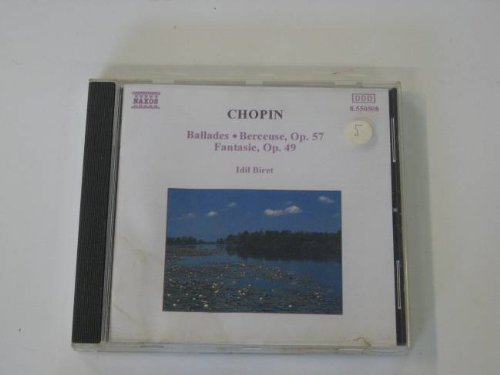 NAXOS
DDD
8.550508
CHOPIN
5
Ballades • Berceuse, Op. 57
Fantasie, Op. 49
Idil Biret